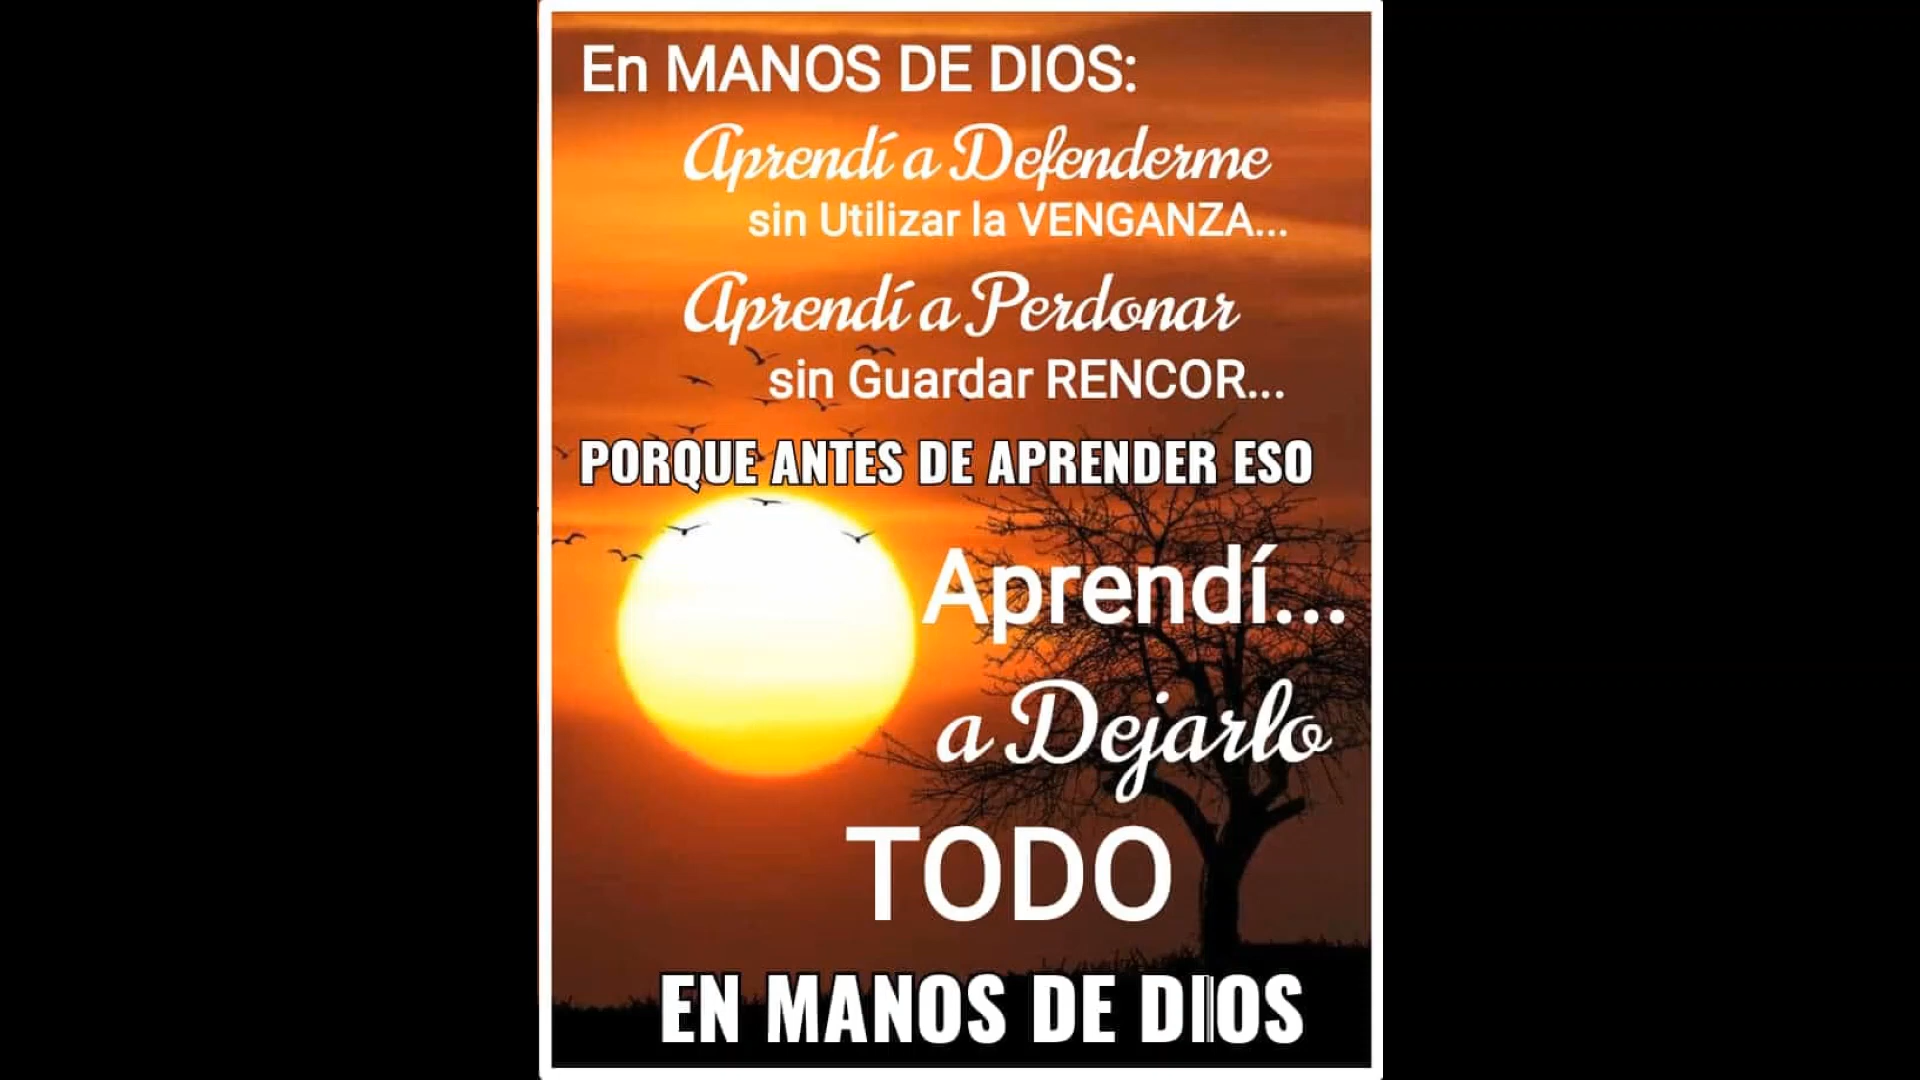 En MANOS DE DIOS:
Aprendí a Defenderme
sin Utilizar la VENGANZA...
Aprendí a Perdonar
sin Guardar RENCOR...
PORQUE ANTES DE APRENDER ESO
Aprendí...
a Dejarlo
TODO
EN MANOS DE DIOS